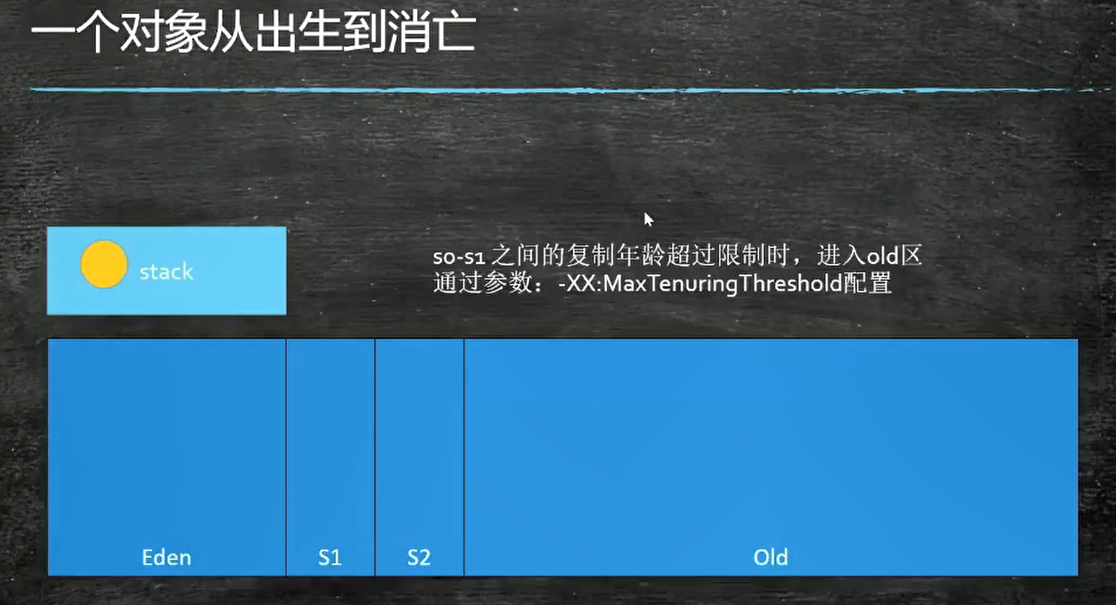 一个对象从出生到消亡
stack
s0-s1 之间的复制年龄超过限制时，进入old区
通过参数：-XX:MaxTenuringThreshold配置
Eden
S1
S2
Old